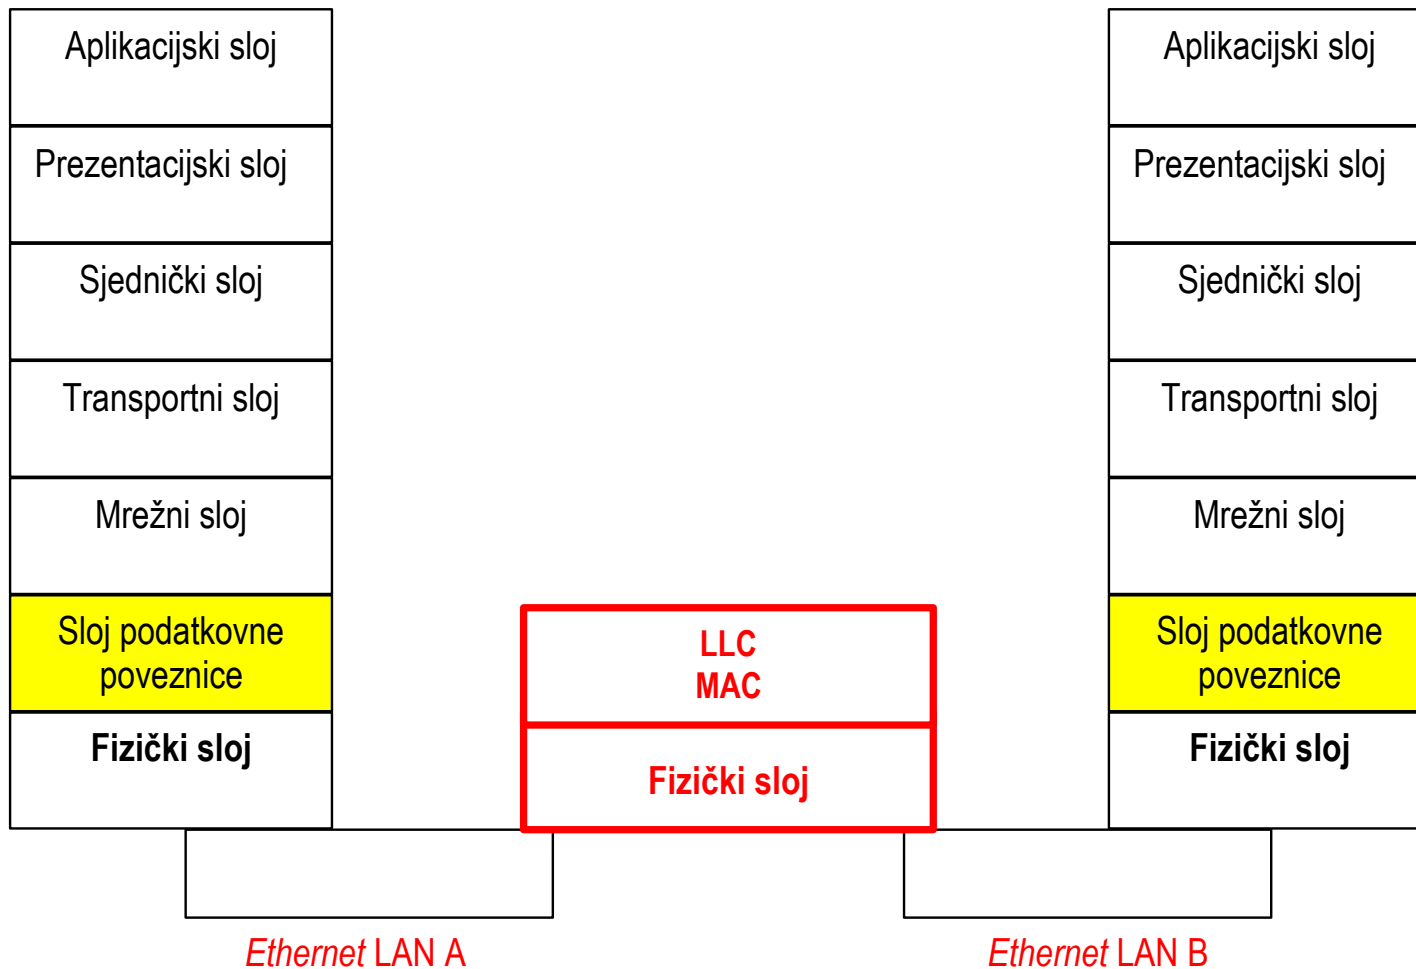 Aplikacijski sloj
Prezentacijski sloj
Sjednički sloj
Transportni sloj
Mrežni sloj
Sloj podatkovne
poveznice
Fizički sloj
LLC
MAC
Fizički sloj
Aplikacijski sloj
Prezentacijski sloj
Sjednički sloj
Transportni sloj
Mrežni sloj
Sloj podatkovne
poveznice
Fizički sloj
Ethernet LAN A
Ethernet LAN B